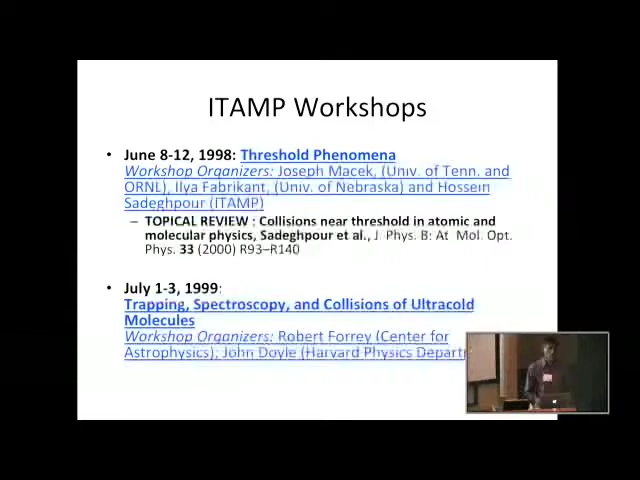 ITAMP Workshops
• June 8-12, 1998: Threshold Phenomena
Workshop Organizers: Joseph Macek, (Univ. of Tenn. and
ORNL), Ilya Fabrikant, (Univ. of Nebraska) and Hossein
Sadeghpour (ITAMP)
– TOPICAL REVIEW : Collisions near threshold in atomic and
molecular physics, Sadeghpour et al., J. Phys. B: At. Mol. Opt.
Phys. 33 (2000) R93–R140
• July 1-3, 1999:
Trapping, Spectroscopy, and Collisions of Ultracold
Molecules
Workshop Organizers: Robert Forrey (Center for
Astrophysics), John Doyle (Harvard Physics